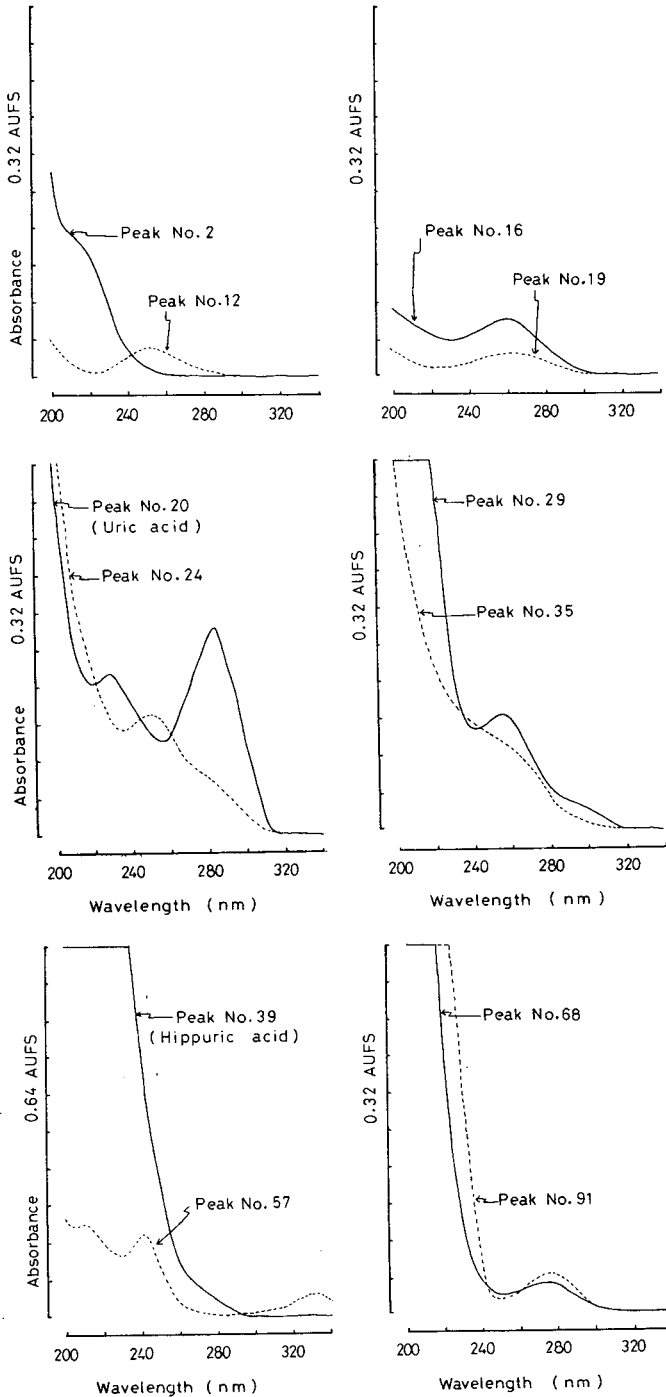 0.32 AUFS
Absorbance
Peak No.2
Peak No.12
200 240 280 320
0.32 AUFS
Peak No.16
Peak No.19
200 240 280 320
0.32 AUFS
Absorbance
Peak No.20
(Uric acid)
Peak No.24
200 240 280 320
Wavelength (nm)
0.32 AUFS
Peak No.29
Peak No.35
200 240 280 320
Wavelength (nm)
0.64 AUFS
Absorbance
Peak No.39
(Hippuric acid)
Peak No.57
200 240 280 320
Wavelength (nm)
0.32 AUFS
Peak No.68
Peak No.91
200 240 280 320
Wavelength (nm)